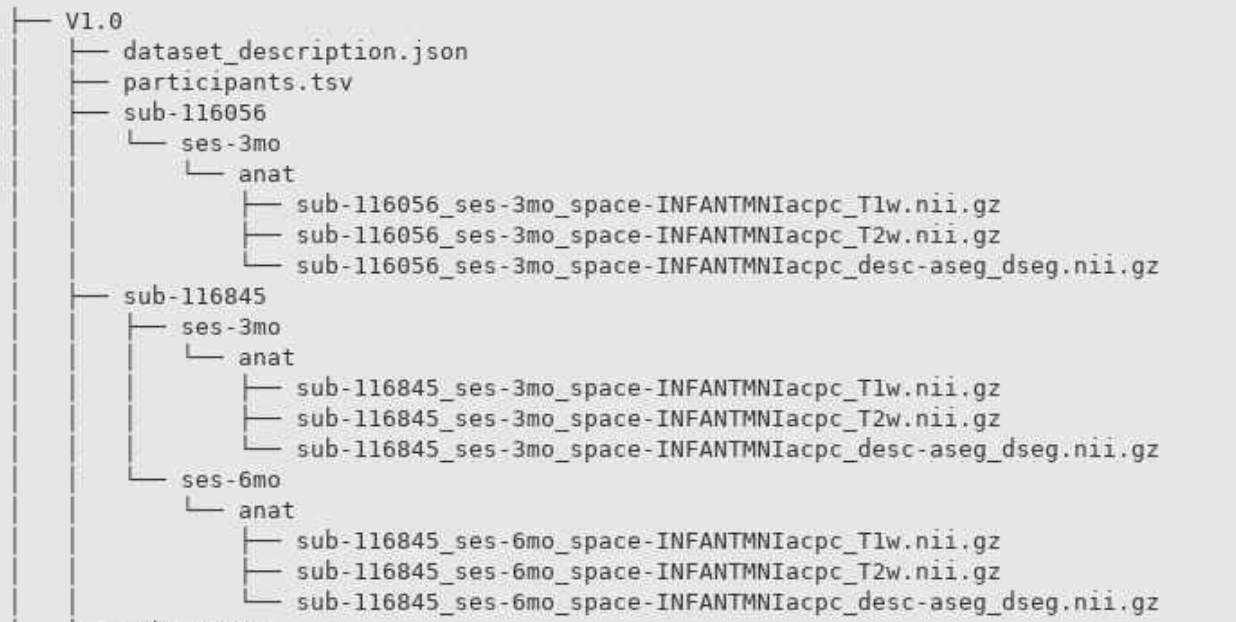 ├── V1.0
│   ├── dataset_description.json
│   ├── participants.tsv
│   ├── sub-116056
│   │   └── ses-3mo
│   │       └── anat
│   │           ├── sub-116056_ses-3mo_space-INFANTMNIacpc_T1w.nii.gz
│   │           ├── sub-116056_ses-3mo_space-INFANTMNIacpc_T2w.nii.gz
│   │           └── sub-116056_ses-3mo_space-INFANTMNIacpc_desc-aseg_dseg.nii.gz
│   ├── sub-116845
│   │   ├── ses-3mo
│   │   │   └── anat
│   │   │       ├── sub-116845_ses-3mo_space-INFANTMNIacpc_T1w.nii.gz
│   │   │       ├── sub-116845_ses-3mo_space-INFANTMNIacpc_T2w.nii.gz
│   │   │       └── sub-116845_ses-3mo_space-INFANTMNIacpc_desc-aseg_dseg.nii.gz
│   │   └── ses-6mo
│   │       └── anat
│   │           ├── sub-116845_ses-6mo_space-INFANTMNIacpc_T1w.nii.gz
│   │           ├── sub-116845_ses-6mo_space-INFANTMNIacpc_T2w.nii.gz
│   │           └── sub-116845_ses-6mo_space-INFANTMNIacpc_desc-aseg_dseg.nii.gz